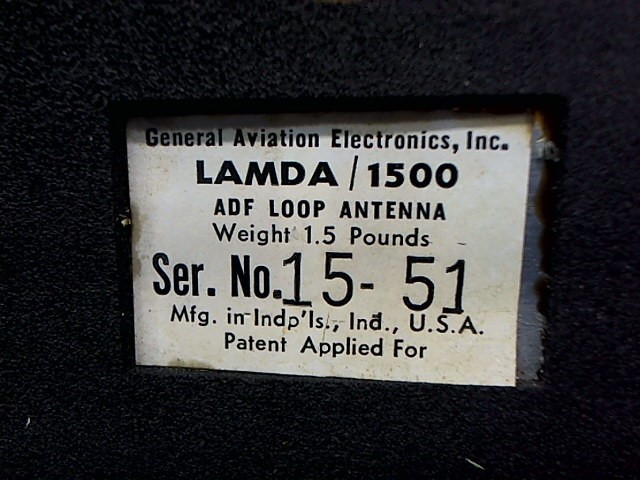 General Aviation Electronics, Inc.
LAMDA / 1500
ADF LOOP ANTENNA
Weight 1.5 Pounds
Ser. No. 15- 51
Mfg. in Indp'ls., Ind., U.S.A.
Patent Applied For